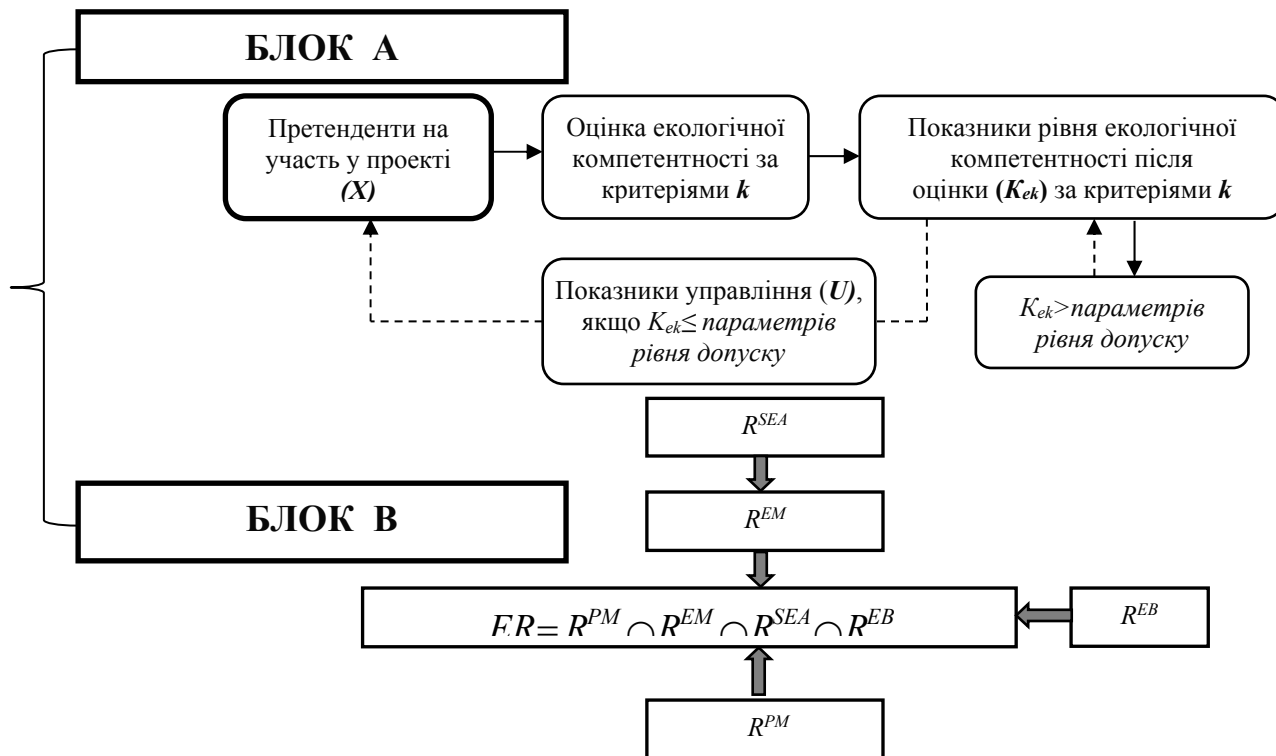 БЛОК А
Претенденти на
участь у проекті
(X)
Оцінка екологічної
компетентності за
критеріями k
Показники рівня екологічної
компетентності після
оцінки (Kek) за критеріями k
Показники управління (U),
якщо Kek≤ параметрів
рівня допуску
Kek>параметрів
рівня допуску
R^SEA
БЛОК В
R^EM
ER= R^PM ∩ R^EM ∩ R^SEA ∩ R^EB
R^EB
R^PM